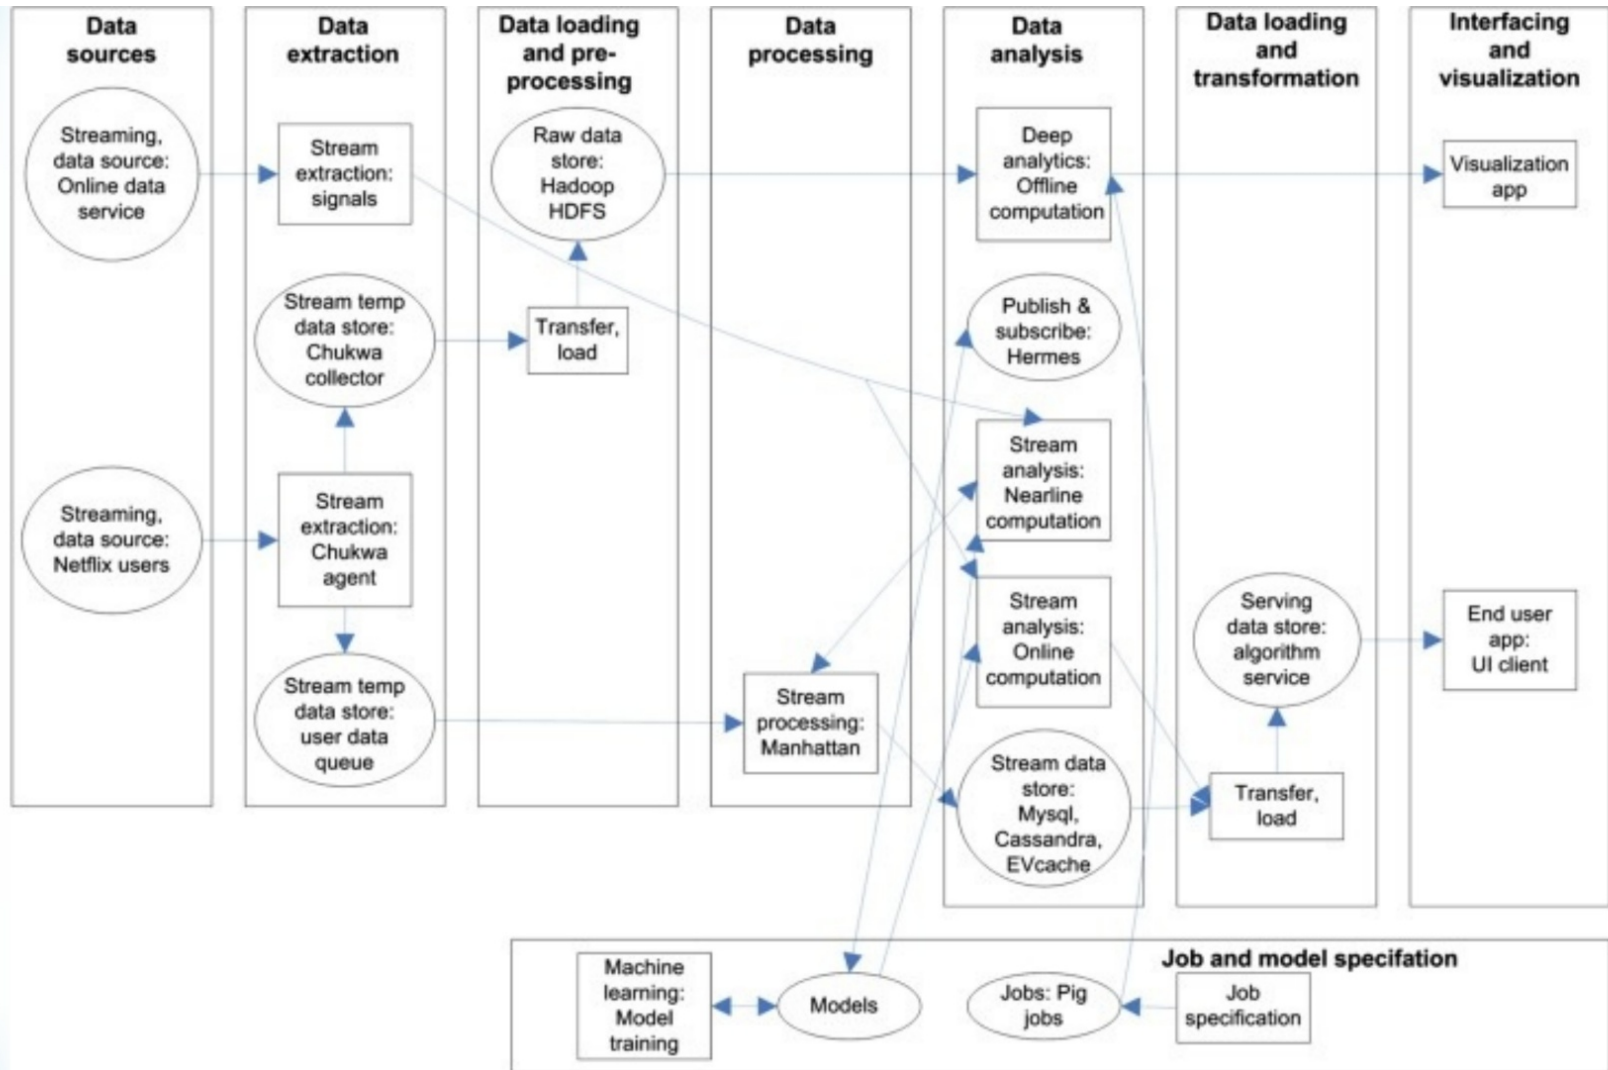 Data
sources
Streaming,
data source:
Online data
service
Streaming,
data source:
Netflix users
Data
extraction
Stream
extraction:
signals
Stream temp
data store:
Chukwa
collector
Stream
extraction:
Chukwa
agent
Stream temp
data store:
user data
queue
Data loading
and pre-
processing
Raw data
store:
Hadoop
HDFS
Transfer,
load
Data
processing
Stream
processing:
Manhattan
Data
analysis
Deep
analytics:
Offline
computation
Publish &
subscribe:
Hermes
Stream
analysis:
Nearline
computation
Stream
analysis:
Online
computation
Stream data
store:
Mysql,
Cassandra,
EVcache
Data loading
and
transformation
Serving
data store:
algorithm
service
Transfer,
load
Interfacing
and
visualization
Visualization
app
End user
app:
UI client
Job and model specifation
Machine
learning:
Model
training
Models
Jobs: Pig
jobs
Job
specification